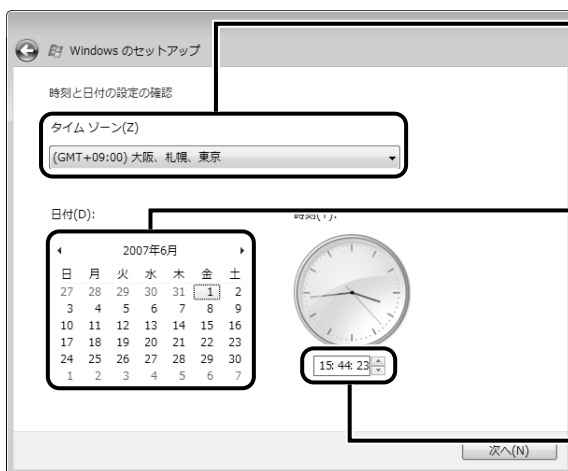 Windows のセットアップ
時刻と日付の設定の確認
タイム ゾーン(Z)
(GMT+09:00) 大阪、札幌、東京
日付(D):
時刻(T):
2007年6月
日 月 火 水 木 金 土
27 28 29 30 31 1 2
3 4 5 6 7 8 9
10 11 12 13 14 15 16
17 18 19 20 21 22 23
24 25 26 27 28 29 30
1 2 3 4 5 6 7
15: 44: 23
次へ(N)